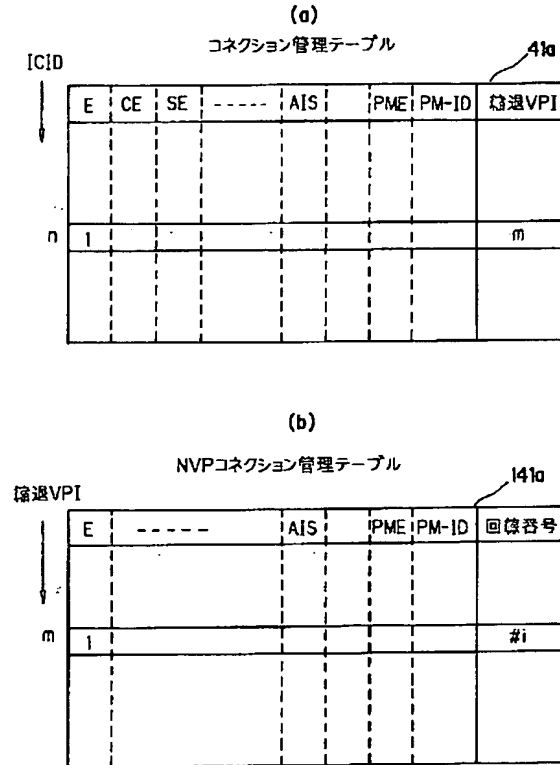 (a)
コネクション管理テーブル
41a
ICID
E CE SE ----- AIS PME PM-ID 縮退VPI
n 1 m
(b)
NVPコネクション管理テーブル
141a
縮退VPI
E ----- AIS PME PM-ID 回線番号
m 1 #i